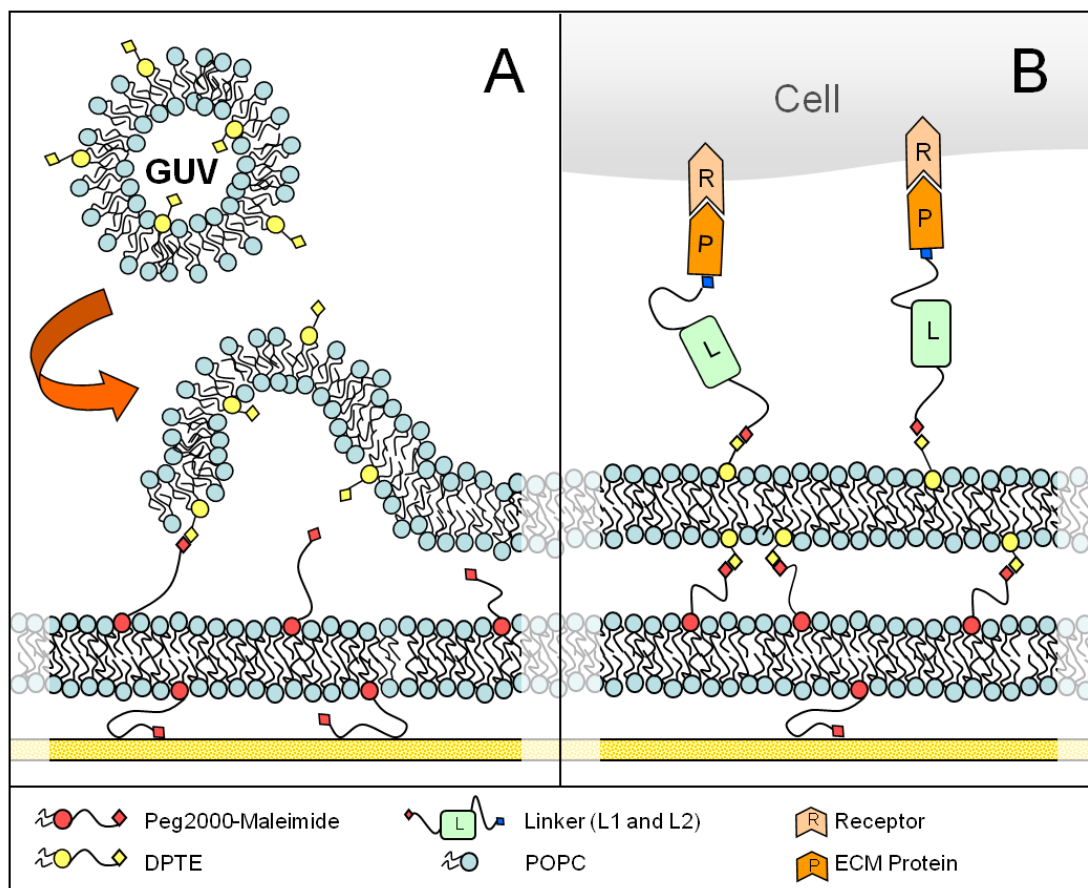 A
B
Cell
GUV
R
P
R
P
L
L
Peg2000-Maleimide
L
Linker (L1 and L2)
R
Receptor
DPTE
POPC
P
ECM Protein